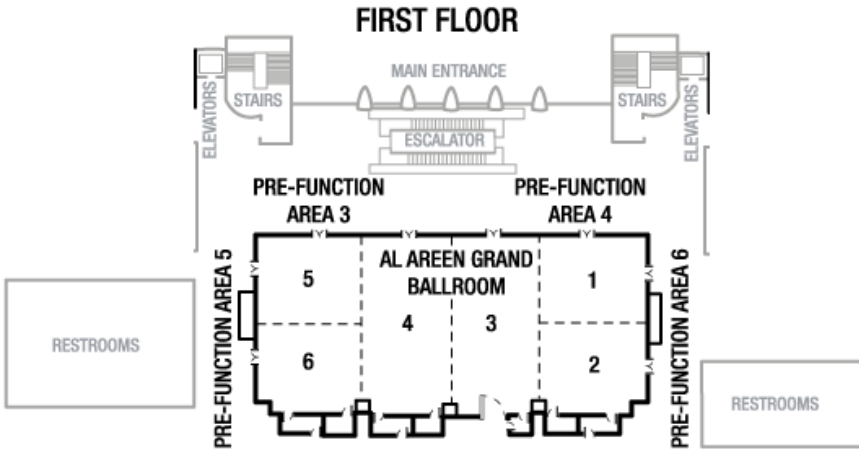 FIRST FLOOR
MAIN ENTRANCE
STAIRS
STAIRS
ELEVATORS
ELEVATORS
ESCALATOR
PRE-FUNCTION
AREA 3
PRE-FUNCTION
AREA 4
PRE-FUNCTION AREA 5
PRE-FUNCTION AREA 6
AL AREEN GRAND
BALLROOM
5
1
4
3
6
2
RESTROOMS
RESTROOMS